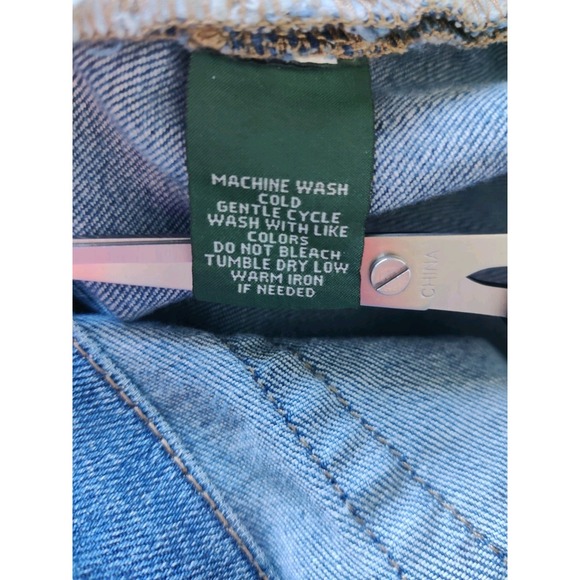 MACHINE WASH
COLD
GENTLE CYCLE
WASH WITH LIKE
COLORS
DO NOT BLEACH
TUMBLE DRY LOW
WARM IRON
IF NEEDED
CHINA